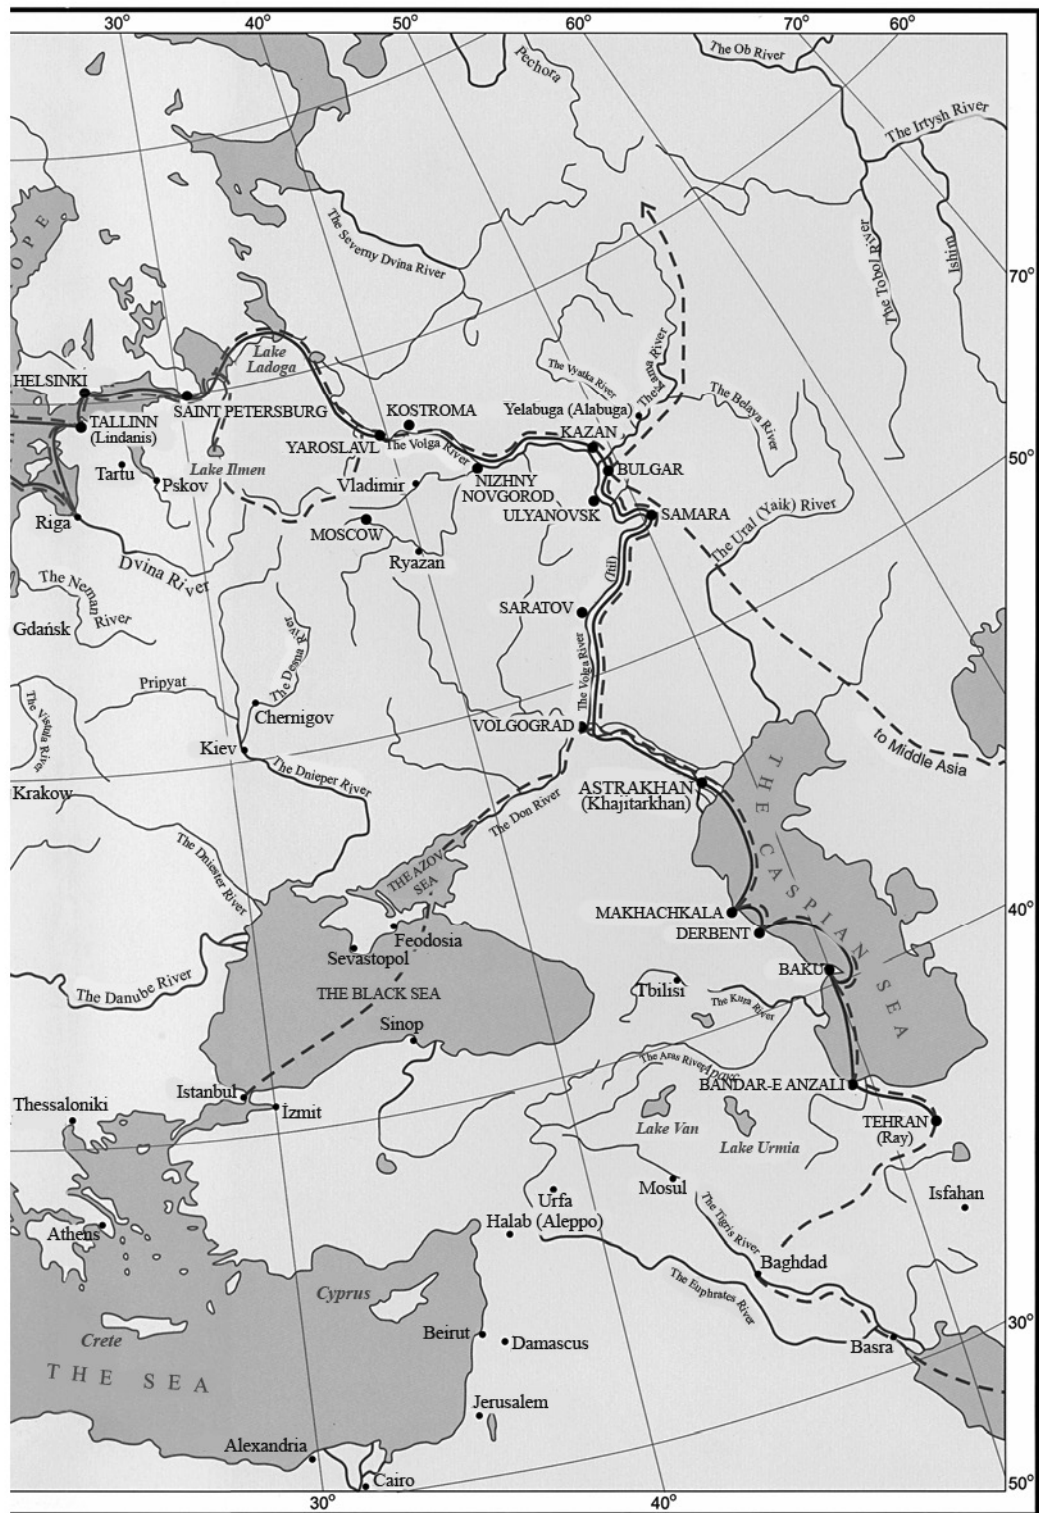 30°
40°
50°
60°
70°
60°
Pechora
The Ob River
The Irtysh River
OPE
The Severny Dvina River
The Tobol River
Ishim
70°
Lake
Ladoga
HELSINKI
SAINT PETERSBURG
KOSTROMA
The Vyatka River
The Kama River
Yelabuga (Alabuga)
The Belaya River
TALLINN
(Lindanis)
YAROSLAVL
The Volga River
KAZAN
BULGAR
Tartu
Pskov
Lake Ilmen
Vladimir
NIZHNY
NOVGOROD
ULYANOVSK
SAMARA
50°
Riga
MOSCOW
Ryazan
The Ural (Yaik) River
Dvina River
(Itil)
The Neman
River
SARATOV
Gdańsk
The Desna River
The Volga River
Pripyat
Chernigov
The Vistula River
VOLGOGRAD
Kiev
to Middle Asia
The Dnieper River
Krakow
ASTRAKHAN
(Khajitarkhan)
The Don River
THE CASPIAN SEA
The Dniester River
THE AZOV
SEA
MAKHACHKALA
40°
Feodosia
DERBENT
Sevastopol
BAKU
The Danube River
THE BLACK SEA
Tbilisi
The Kura River
Sinop
The Aras River
Аракс
Istanbul
BANDAR-E ANZALI
Thessaloniki
İzmit
Lake Van
TEHRAN
(Ray)
Lake Urmia
Mosul
Urfa
Isfahan
Halab (Aleppo)
The Tigris River
Athens
Baghdad
Cyprus
The Euphrates River
Crete
Beirut
Damascus
Basra
30°
THE SEA
Jerusalem
Alexandria
Cairo
50°
30°
40°